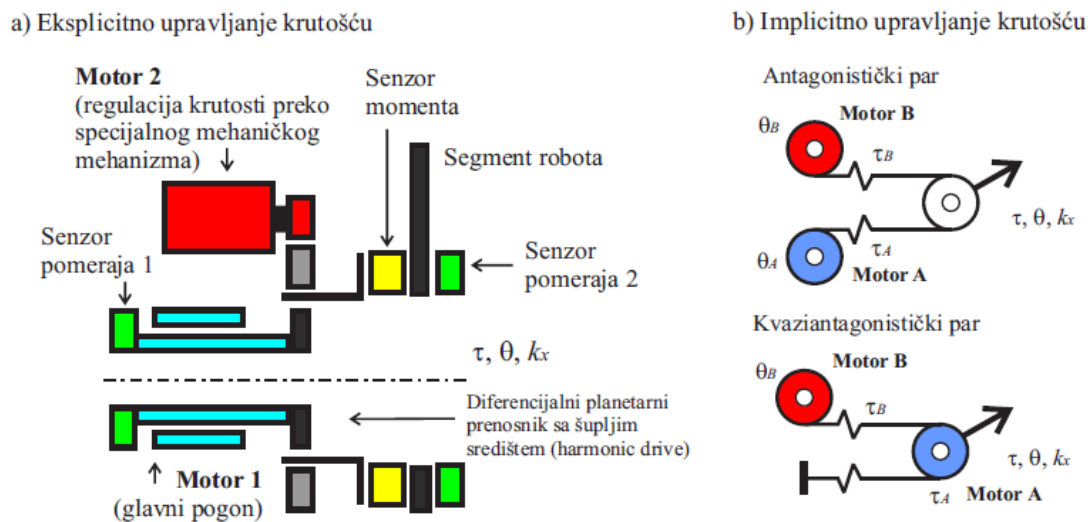 a) Eksplicitno upravljanje krutošću
Motor 2
(regulacija krutosti preko
specijalnog mehaničkog
mehanizma)
Senzor
momenta
Segment robota
Senzor
pomeraja 1
Senzor
pomeraja 2
τ, θ, kx
Diferencijalni planetarni
prenosnik sa šupljim
središtem (harmonic drive)
Motor 1
(glavni pogon)
b) Implicitno upravljanje krutošću
Antagonistički par
θB
Motor B
τB
τ, θ, kx
θA
τA
Motor A
Kvaziantagonistički par
Motor B
θB
τB
τ, θ, kx
τA
Motor A